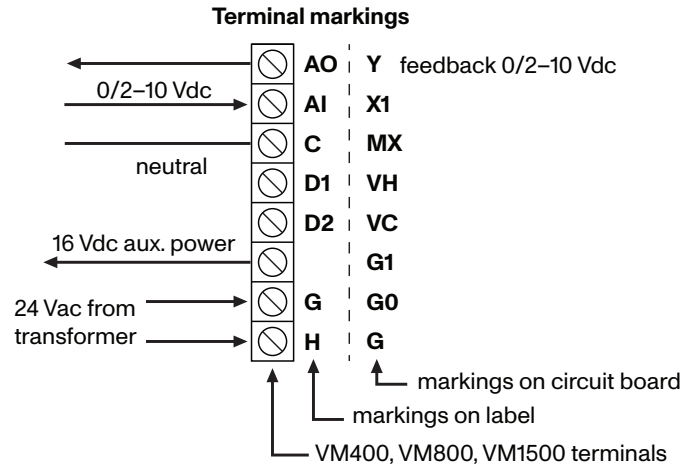 Terminal markings
AO Y feedback 0/2–10 Vdc
0/2–10 Vdc AI X1
C MX
neutral
D1 VH
D2 VC
16 Vdc aux. power
G1
24 Vac from G G0
transformer H G
markings on circuit board
markings on label
VM400, VM800, VM1500 terminals